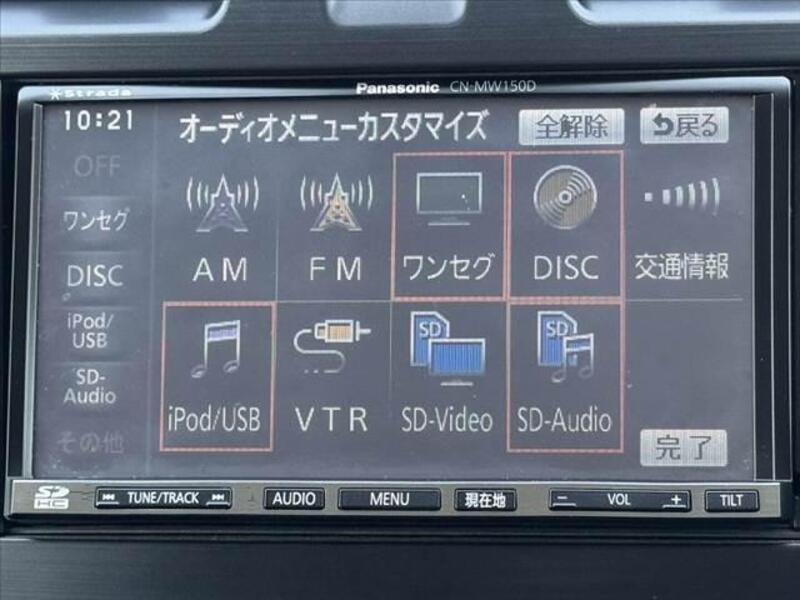 Strada
Panasonic CN-MW150D
10:21
オーディオメニューカスタマイズ
全解除
戻る
OFF
ワンセグ
DISC
iPod/
USB
SD-
Audio
その他
AM
FM
ワンセグ
DISC
交通情報
iPod/USB
VTR
SD
SD-Video
SD
SD-Audio
完了
SD
HC
TUNE/TRACK
AUDIO
MENU
現在地
− VOL +
TILT